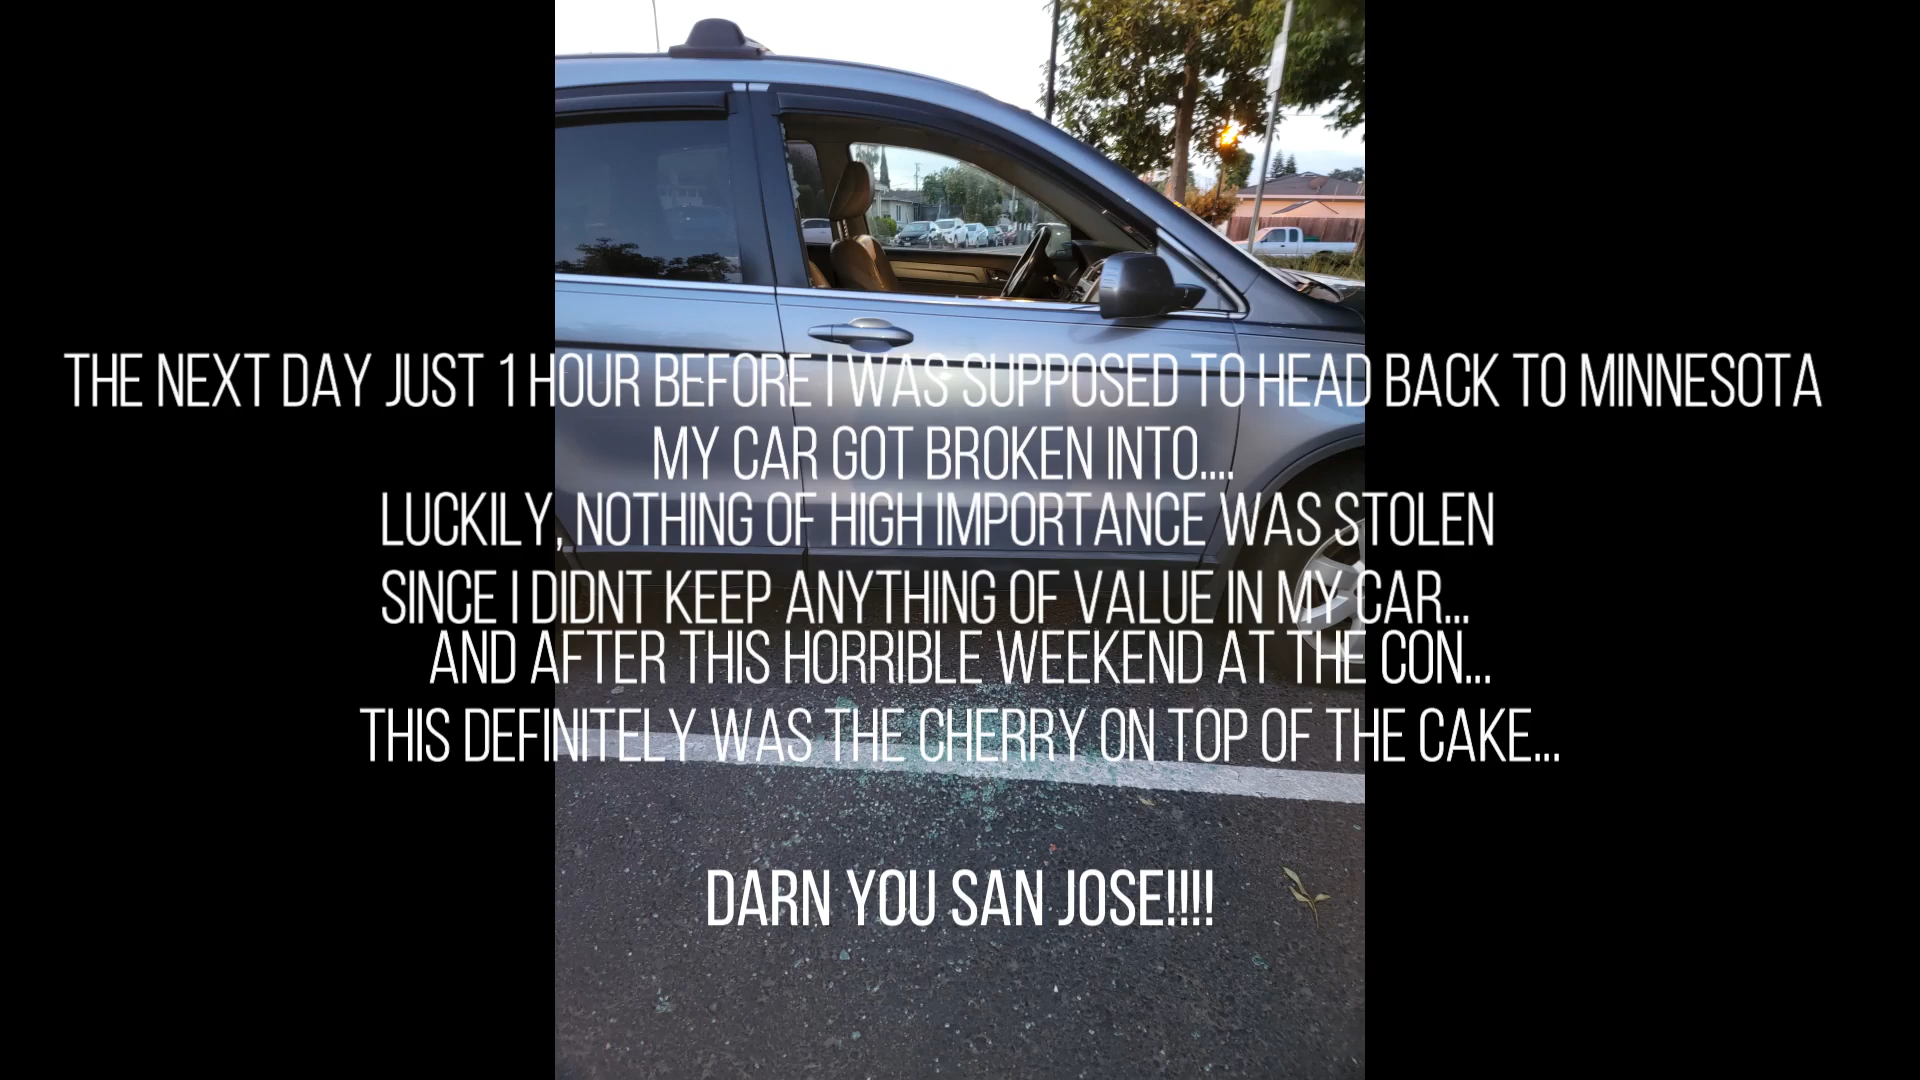 THE NEXT DAY JUST 1 HOUR BEFORE I WAS SUPPOSED TO HEAD BACK TO MINNESOTA
MY CAR GOT BROKEN INTO....
LUCKILY, NOTHING OF HIGH IMPORTANCE WAS STOLEN
SINCE I DIDNT KEEP ANYTHING OF VALUE IN MY CAR...
AND AFTER THIS HORRIBLE WEEKEND AT THE CON...
THIS DEFINITELY WAS THE CHERRY ON TOP OF THE CAKE...
DARN YOU SAN JOSE!!!!